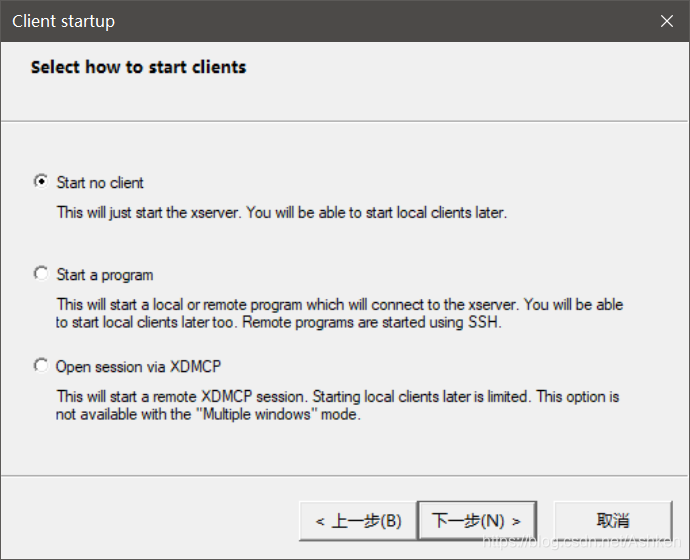 Client startup
Select how to start clients
Start no client
This will just start the xserver. You will be able to start local clients later.
Start a program
This will start a local or remote program which will connect to the xserver. You will be able
to start local clients later too. Remote programs are started using SSH.
Open session via XDMCP
This will start a remote XDMCP session. Starting local clients later is limited. This option is
not available with the "Multiple windows" mode.
< 上一步(B) 下一步(N) > 取消
https://blog.csdn.net/Ashken